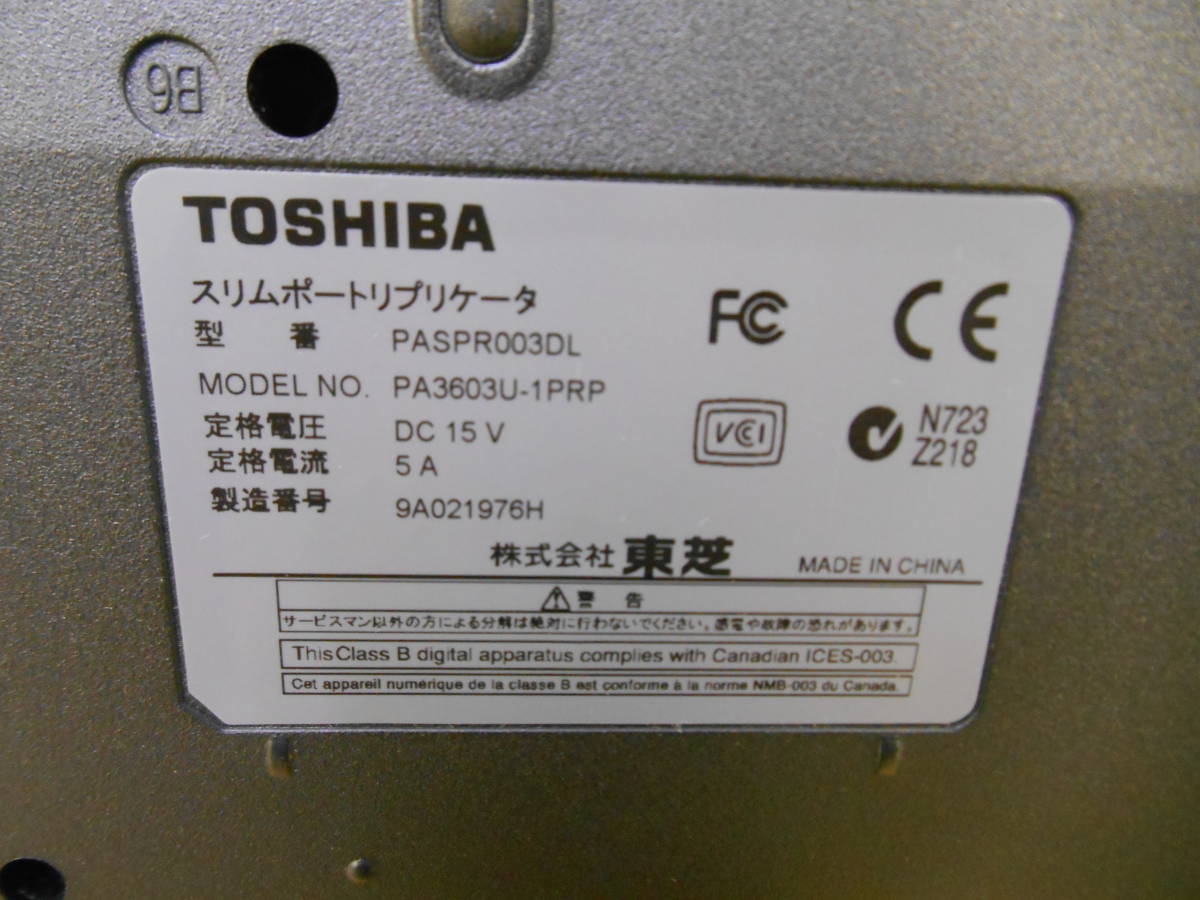 B6
TOSHIBA
スリムポートリプリケータ
型 番 PASPR003DL
MODEL NO. PA3603U-1PRP
定格電圧 DC 15 V
定格電流 5 A
製造番号 9A021976H
FC
CE
VCI
N723
Z218
株式会社 東芝 MADE IN CHINA
警 告
サービスマン以外の方による分解は絶対に行わないでください。感電や故障の恐れがあります。
This Class B digital apparatus complies with Canadian ICES-003.
Cet appareil numérique de la classe B est conforme à la norme NMB-003 du Canada.